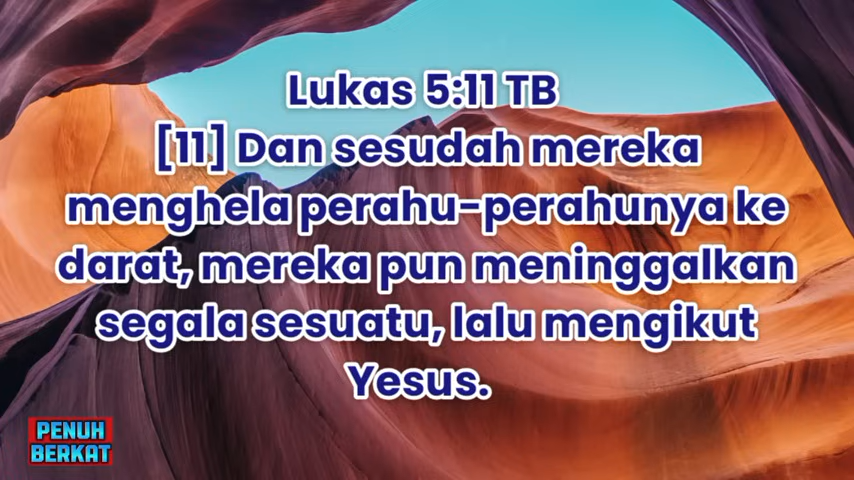 Lukas 5:11 TB
[11] Dan sesudah mereka
menghela perahu-perahunya ke
darat, mereka pun meninggalkan
segala sesuatu, lalu mengikut
Yesus.
PENUH
BERKAT